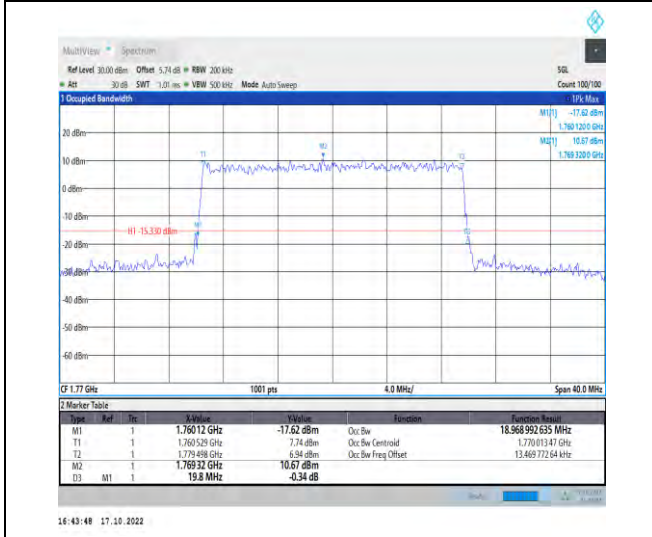 MultiView Spectrum
Ref Level 30.00 dBm Offset 5.74 dB RBW 200 kHz SGL
Att 30 dB SWT 1.01 ms VBW 500 kHz Mode Auto Sweep Count 100/100
1 Occupied Bandwidth 1Pk Max
M1[1] -17.62 dBm
1.760 120 0 GHz
20 dBm M2[1] 10.67 dBm
1.769 320 0 GHz
M2
T1 T2
10 dBm
0 dBm
-10 dBm
M1
H1 -15.330 dBm D3
-20 dBm
-30 dBm
-40 dBm
-50 dBm
-60 dBm
CF 1.77 GHz 1001 pts 4.0 MHz/ Span 40.0 MHz
2 Marker Table
Type Ref Trc X-Value Y-Value Function Function Result
M1 1 1.760 12 GHz -17.62 dBm Occ Bw 18.968 992 635 MHz
T1 1 1.760 529 GHz 7.74 dBm Occ Bw Centroid 1.770 013 47 GHz
T2 1 1.779 498 GHz 6.94 dBm Occ Bw Freq Offset 13.469 772 64 kHz
M2 1 1.769 32 GHz 10.67 dBm
D3 M1 1 19.8 MHz -0.34 dB
Ready
16:43:48 17.10.2022